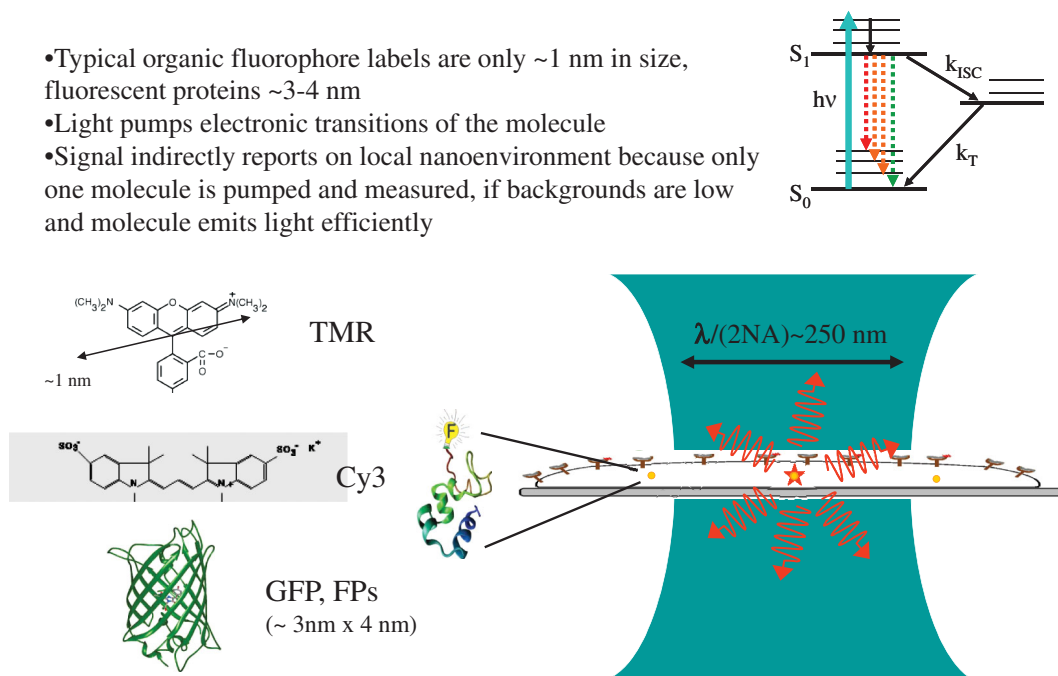 •Typical organic fluorophore labels are only ~1 nm in size,
fluorescent proteins ~3-4 nm
•Light pumps electronic transitions of the molecule
•Signal indirectly reports on local nanoenvironment because only
one molecule is pumped and measured, if backgrounds are low
and molecule emits light efficiently
S1
kISC
hν
kT
S0
(CH3)2N
O
N+(CH3)2
C
O−
O
~1 nm
TMR
λ/(2NA)~250 nm
SO3-
SO3- K+
N
N+
Cy3
F
GFP, FPs
(~ 3nm x 4 nm)